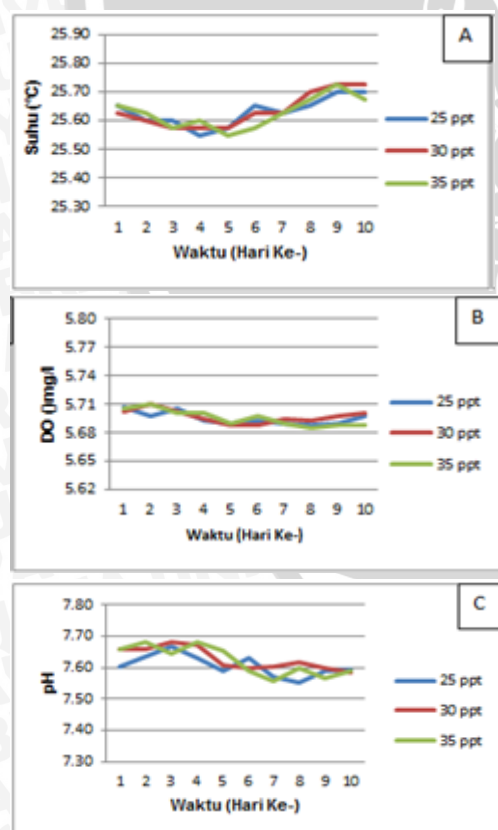 A
25.90
25.80
25.70
25.60
25.50
25.40
25.30
Suhu (°C)
1 2 3 4 5 6 7 8 9 10
Waktu (Hari Ke-)
25 ppt
30 ppt
35 ppt
B
5.80
5.77
5.74
5.71
5.68
5.65
5.62
DO ()mg/l
1 2 3 4 5 6 7 8 9 10
Waktu (Hari Ke-)
25 ppt
30 ppt
35 ppt
C
7.80
7.70
7.60
7.50
7.40
7.30
pH
1 2 3 4 5 6 7 8 9 10
Waktu (Hari Ke-)
25 ppt
30 ppt
35 ppt